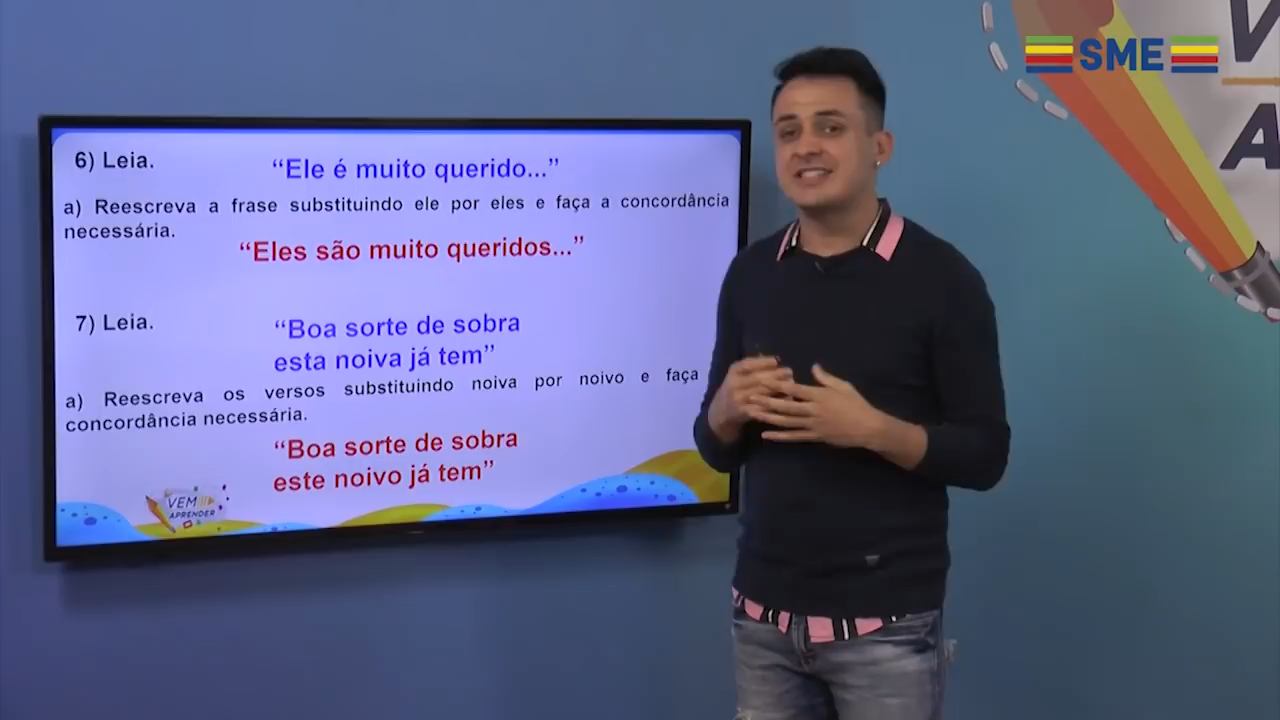 SME
6) Leia.
“Ele é muito querido...”
a) Reescreva a frase substituindo ele por eles e faça a concordância
necessária.
“Eles são muito queridos...”
7) Leia.
“Boa sorte de sobra
esta noiva já tem”
a) Reescreva os versos substituindo noiva por noivo e faça
concordância necessária.
“Boa sorte de sobra
este noivo já tem”
VEM
APRENDER
V
A